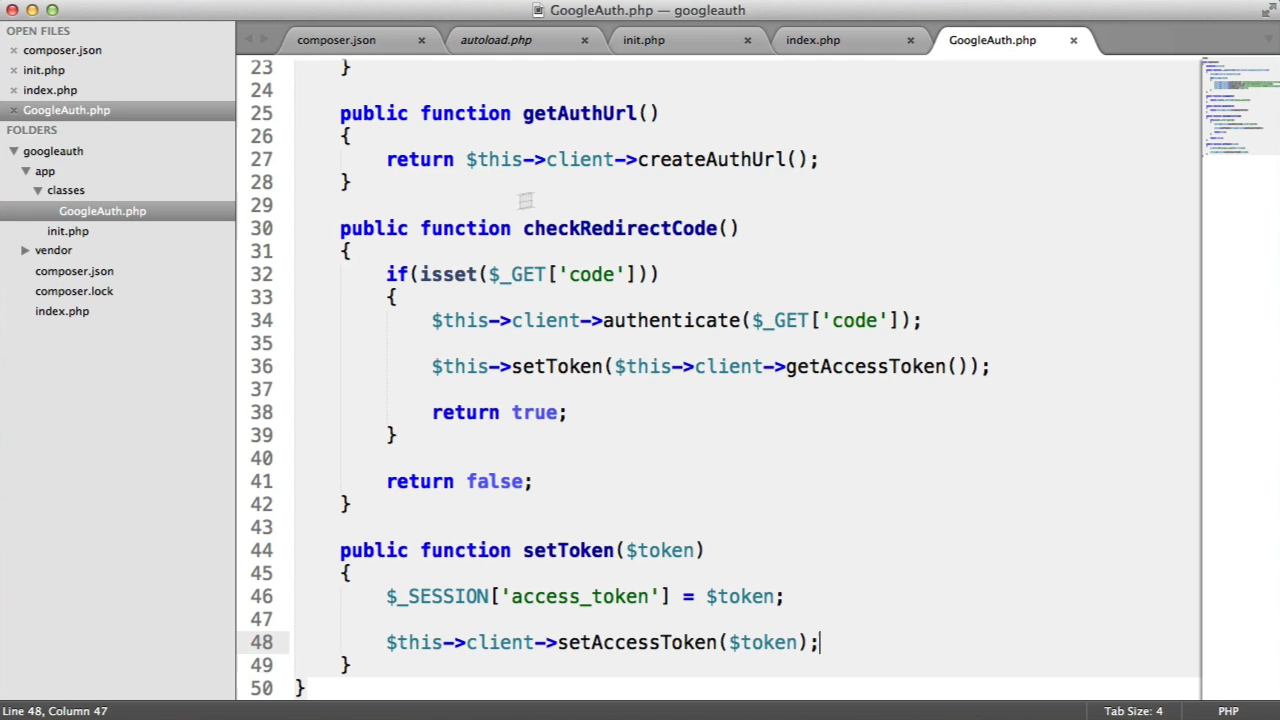 GoogleAuth.php — googleauth
OPEN FILES
composer.json
init.php
index.php
GoogleAuth.php
FOLDERS
googleauth
app
classes
GoogleAuth.php
init.php
vendor
composer.json
composer.lock
index.php
composer.json
autoload.php
init.php
index.php
GoogleAuth.php
23 }
24
25 public function getAuthUrl()
26 {
27 return $this->client->createAuthUrl();
28 }
29
30 public function checkRedirectCode()
31 {
32 if(isset($_GET['code']))
33 {
34 $this->client->authenticate($_GET['code']);
35
36 $this->setToken($this->client->getAccessToken());
37
38 return true;
39 }
40
41 return false;
42 }
43
44 public function setToken($token)
45 {
46 $_SESSION['access_token'] = $token;
47
48 $this->client->setAccessToken($token);
49 }
50 }
Line 48, Column 47
Tab Size: 4
PHP